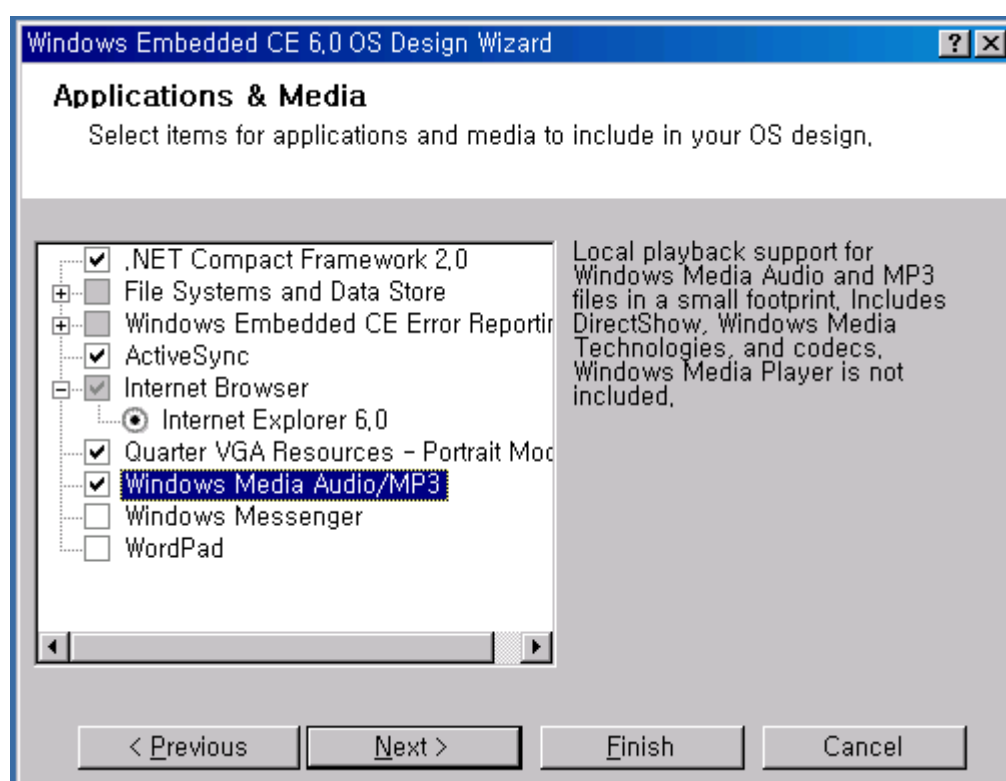 Windows Embedded CE 6.0 OS Design Wizard
Applications & Media
Select items for applications and media to include in your OS design.
.NET Compact Framework 2.0
File Systems and Data Store
Windows Embedded CE Error Reportin
ActiveSync
Internet Browser
Internet Explorer 6.0
Quarter VGA Resources - Portrait Mod
Windows Media Audio/MP3
Windows Messenger
WordPad
Local playback support for
Windows Media Audio and MP3
files in a small footprint. Includes
DirectShow, Windows Media
Technologies, and codecs.
Windows Media Player is not
included.
< Previous
Next >
Finish
Cancel